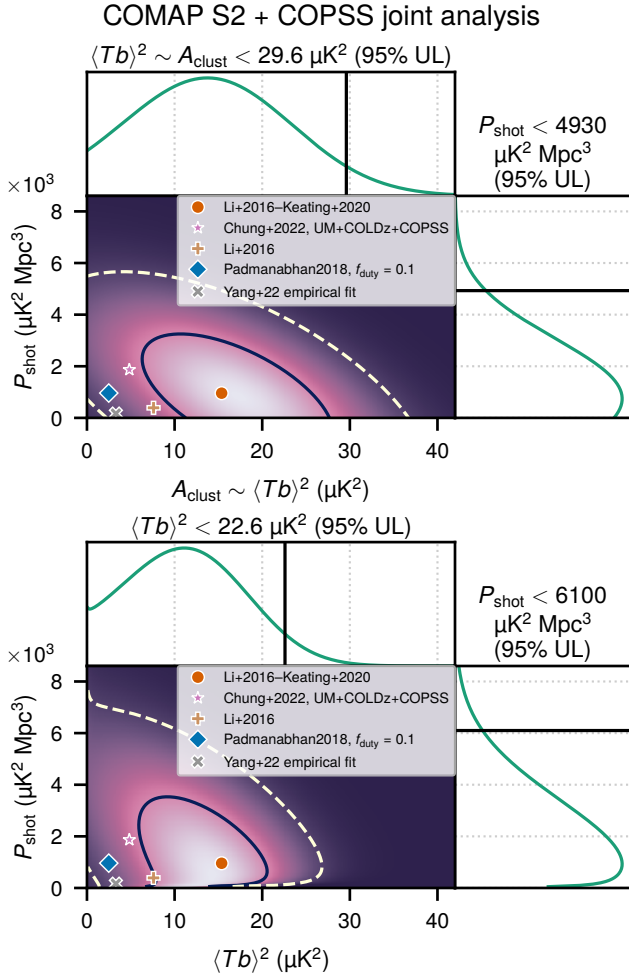 COMAP S2 + COPSS joint analysis
⟨Tb⟩² ∼ A_clust < 29.6 µK² (95% UL)
P_shot < 4930
µK² Mpc³
(95% UL)
×10³
8
6
4
2
0
P_shot (µK² Mpc³)
Li+2016–Keating+2020
Chung+2022, UM+COLDz+COPSS
Li+2016
Padmanabhan2018, f_duty = 0.1
Yang+22 empirical fit
0 10 20 30 40
A_clust ∼ ⟨Tb⟩² (µK²)
⟨Tb⟩² < 22.6 µK² (95% UL)
P_shot < 6100
µK² Mpc³
(95% UL)
×10³
8
6
4
2
0
P_shot (µK² Mpc³)
Li+2016–Keating+2020
Chung+2022, UM+COLDz+COPSS
Li+2016
Padmanabhan2018, f_duty = 0.1
Yang+22 empirical fit
0 10 20 30 40
⟨Tb⟩² (µK²)